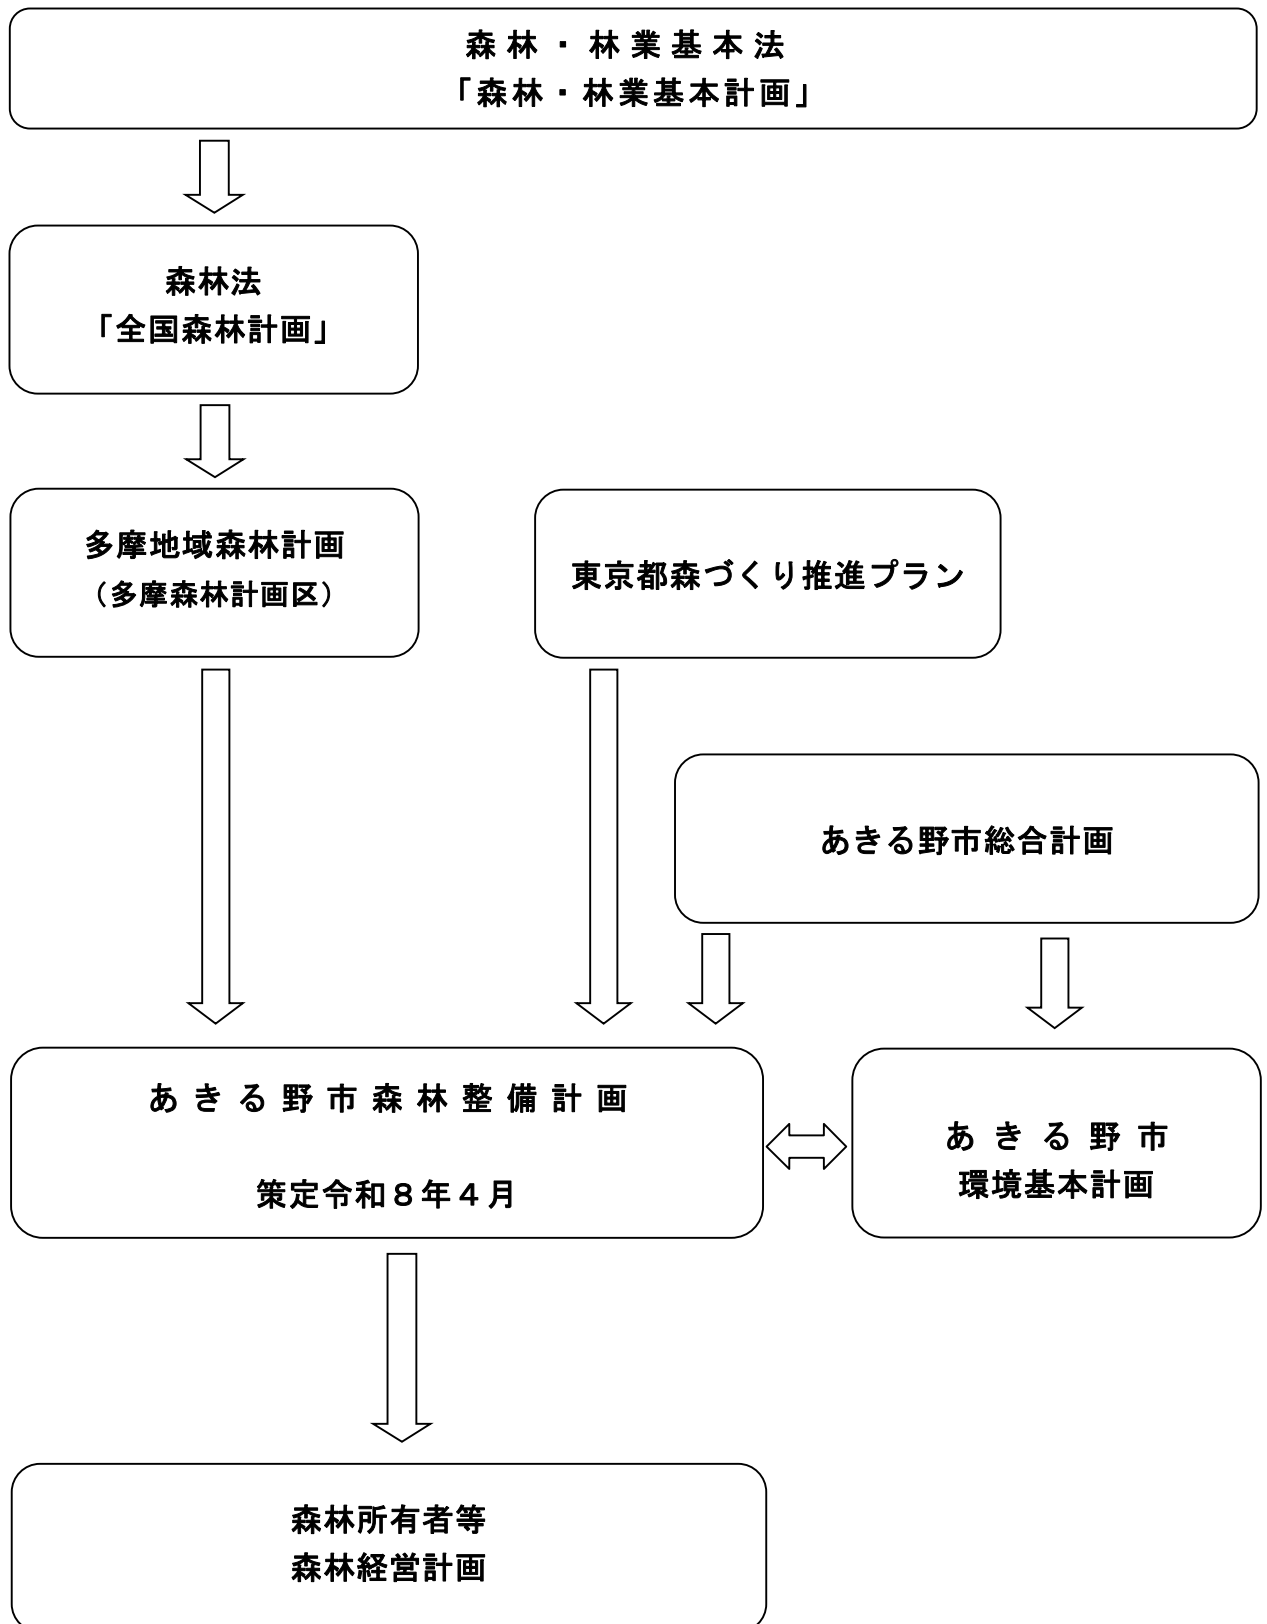 森林・林業基本法
「森林・林業基本計画」
森林法
「全国森林計画」
多摩地域森林計画
（多摩森林計画区）
東京都森づくり推進プラン
あきる野市総合計画
あきる野市森林整備計画
策定令和８年４月
あきる野市
環境基本計画
森林所有者等
森林経営計画